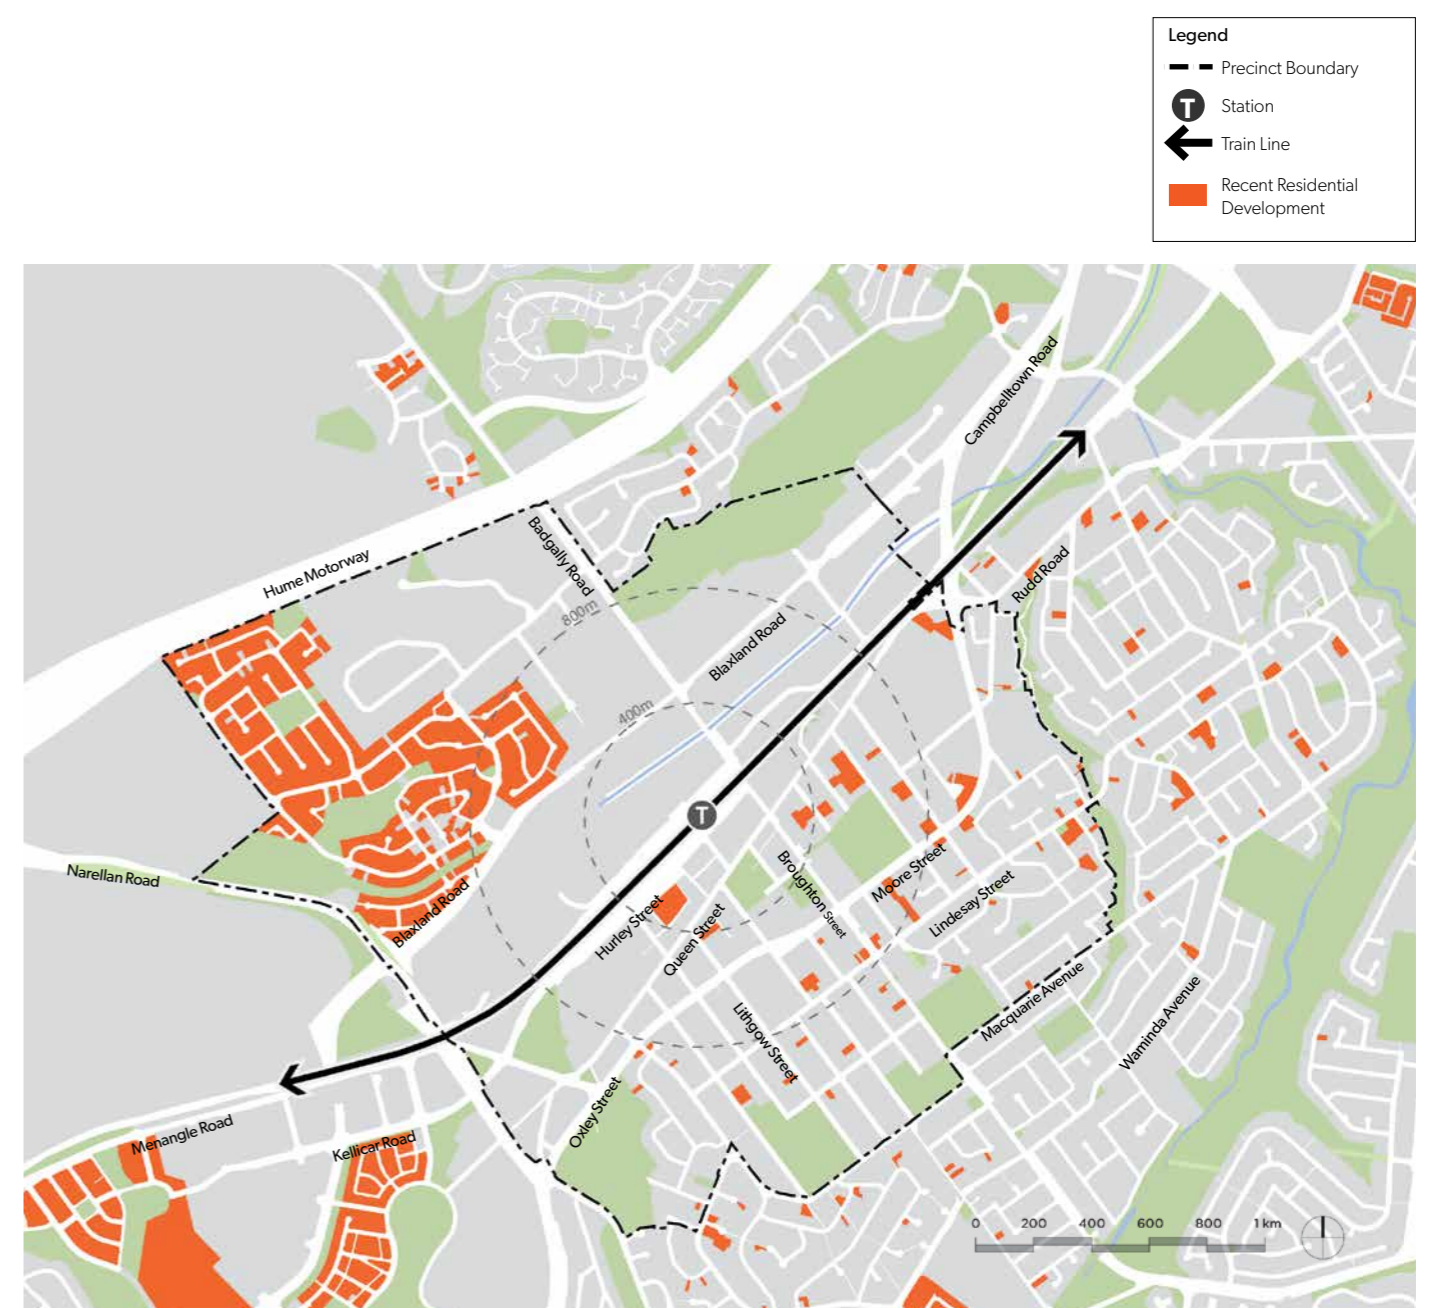 Legend
Precinct Boundary
T
Station
Train Line
Recent Residential
Development
Campbelltown Road
Badgally Road
Hume Motorway
Rudd Road
800m
Blaxland Road
400m
T
Narellan Road
Broughton Street
Moore Street
Blaxland Road
Hurley Street
Queen Street
Lindesay Street
Macquarie Avenue
Waminda Avenue
Lithgow Street
Oxley Street
Menangle Road
Kellicar Road
0 200 400 600 800 1 km